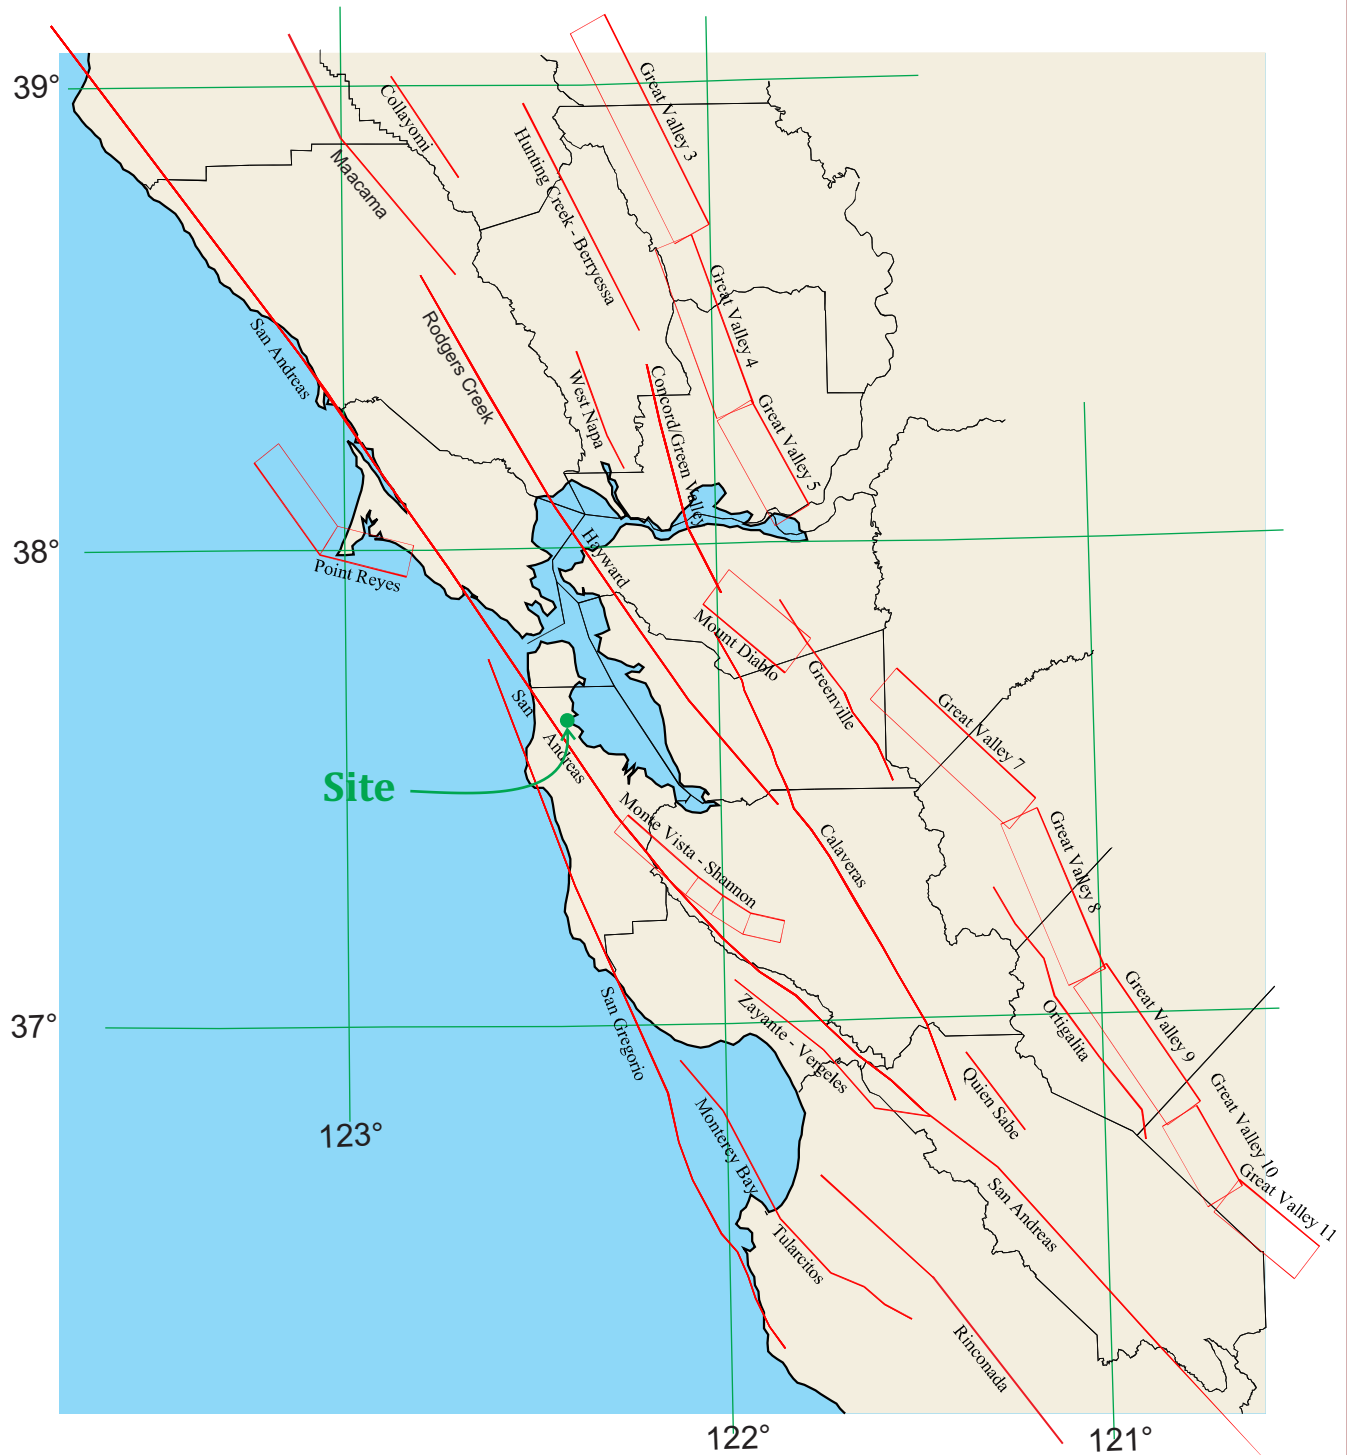 39°
Collayomi
Great Valley 3
Maacama
Hunting Creek - Berryessa
San Andreas
Rodgers Creek
Great Valley 4
West Napa
Concord/Green Valley
Great Valley 5
38°
Point Reyes
Hayward
Mount Diablo
Greenville
San
Andreas
Great Valley 7
Site
Monte Vista - Shannon
Calaveras
Great Valley 8
San Gregorio
Zayante - Vergeles
Ortigalita
Great Valley 9
37°
Quien Sabe
Great Valley 10
123°
Monterey Bay
San Andreas
Great Valley 11
Tularcitos
Rinconada
122°
121°